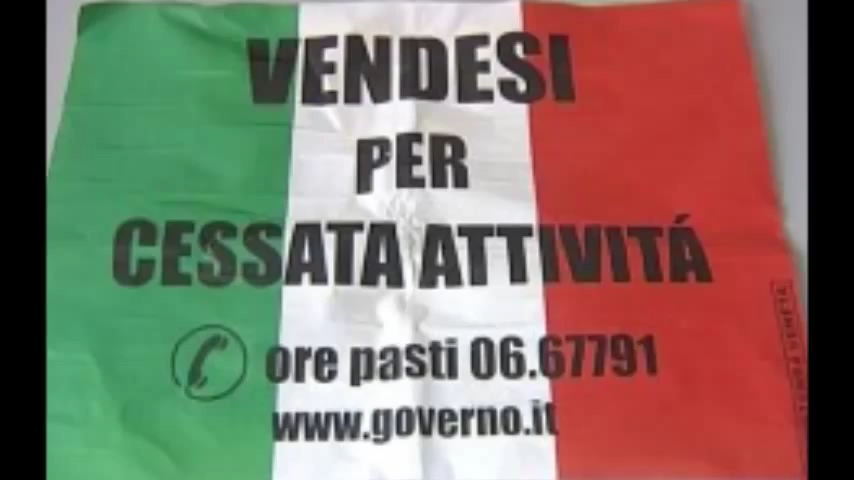 VENDESI
PER
CESSATA ATTIVITÁ
ore pasti 06.67791
www.governo.it